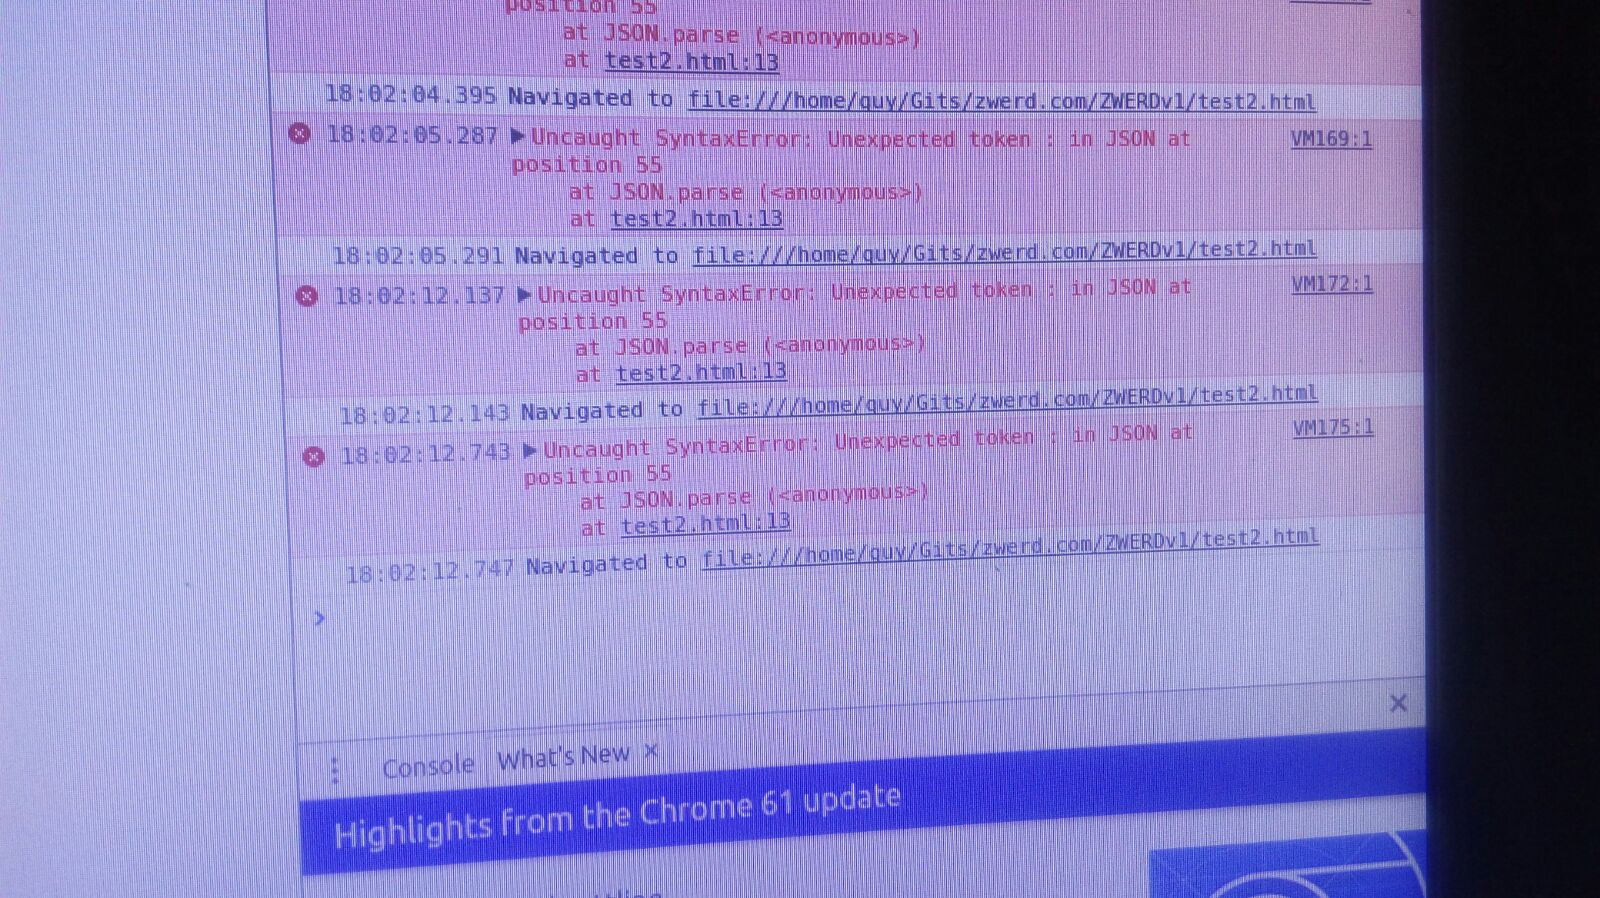 position 55
at JSON.parse (<anonymous>)
at test2.html:13
18:02:04.395 Navigated to file:///home/guy/Gits/zwerd.com/ZWERDv1/test2.html
18:02:05.287 ▶Uncaught SyntaxError: Unexpected token : in JSON at VM169:1
position 55
at JSON.parse (<anonymous>)
at test2.html:13
18:02:05.291 Navigated to file:///home/guy/Gits/zwerd.com/ZWERDv1/test2.html
18:02:12.137 ▶Uncaught SyntaxError: Unexpected token : in JSON at VM172:1
position 55
at JSON.parse (<anonymous>)
at test2.html:13
18:02:12.143 Navigated to file:///home/guy/Gits/zwerd.com/ZWERDv1/test2.html
18:02:12.743 ▶Uncaught SyntaxError: Unexpected token : in JSON at VM175:1
position 55
at JSON.parse (<anonymous>)
at test2.html:13
18:02:12.747 Navigated to file:///home/guy/Gits/zwerd.com/ZWERDv1/test2.html
Console What's New
Highlights from the Chrome 61 update